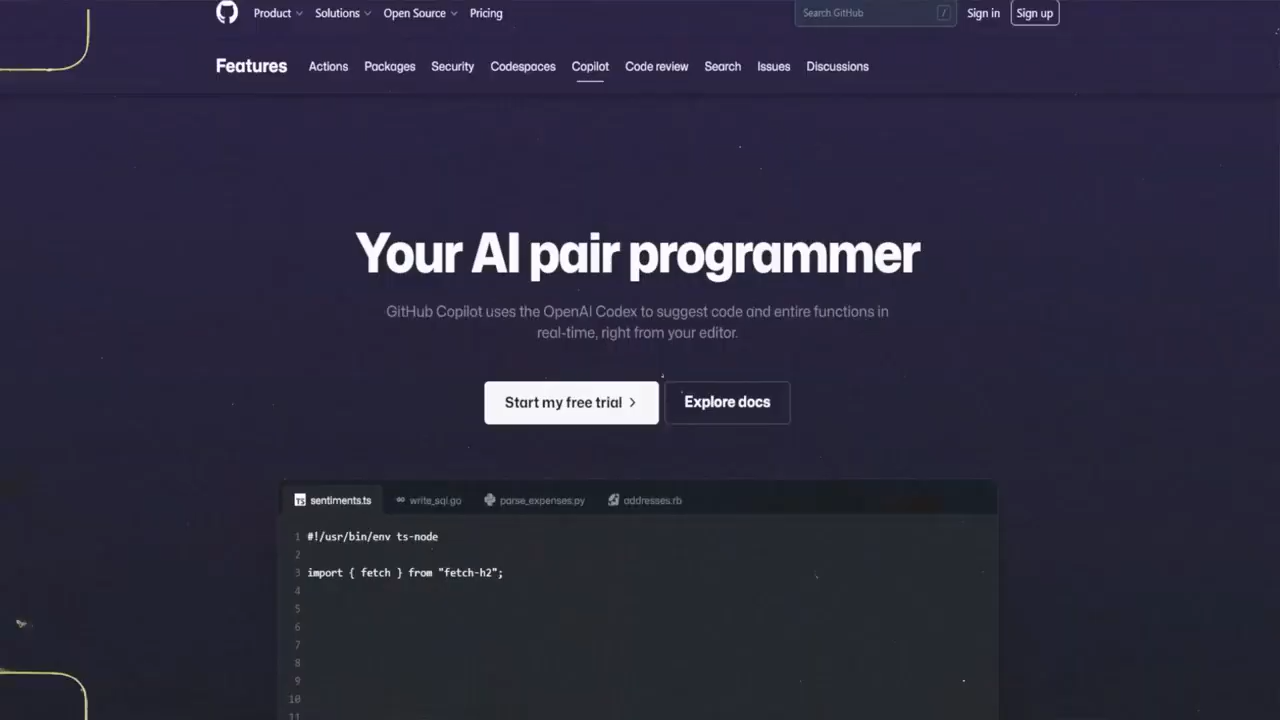 Product Solutions Open Source Pricing Search GitHub / Sign in Sign up
Features Actions Packages Security Codespaces Copilot Code review Search Issues Discussions
Your AI pair programmer
GitHub Copilot uses the OpenAI Codex to suggest code and entire functions in
real-time, right from your editor.
Start my free trial Explore docs
TS sentiments.ts write_sql.go parse_expenses.py addresses.rb
1 #!/usr/bin/env ts-node
2
3 import { fetch } from "fetch-h2";
4
5
6
7
8
9
10
11